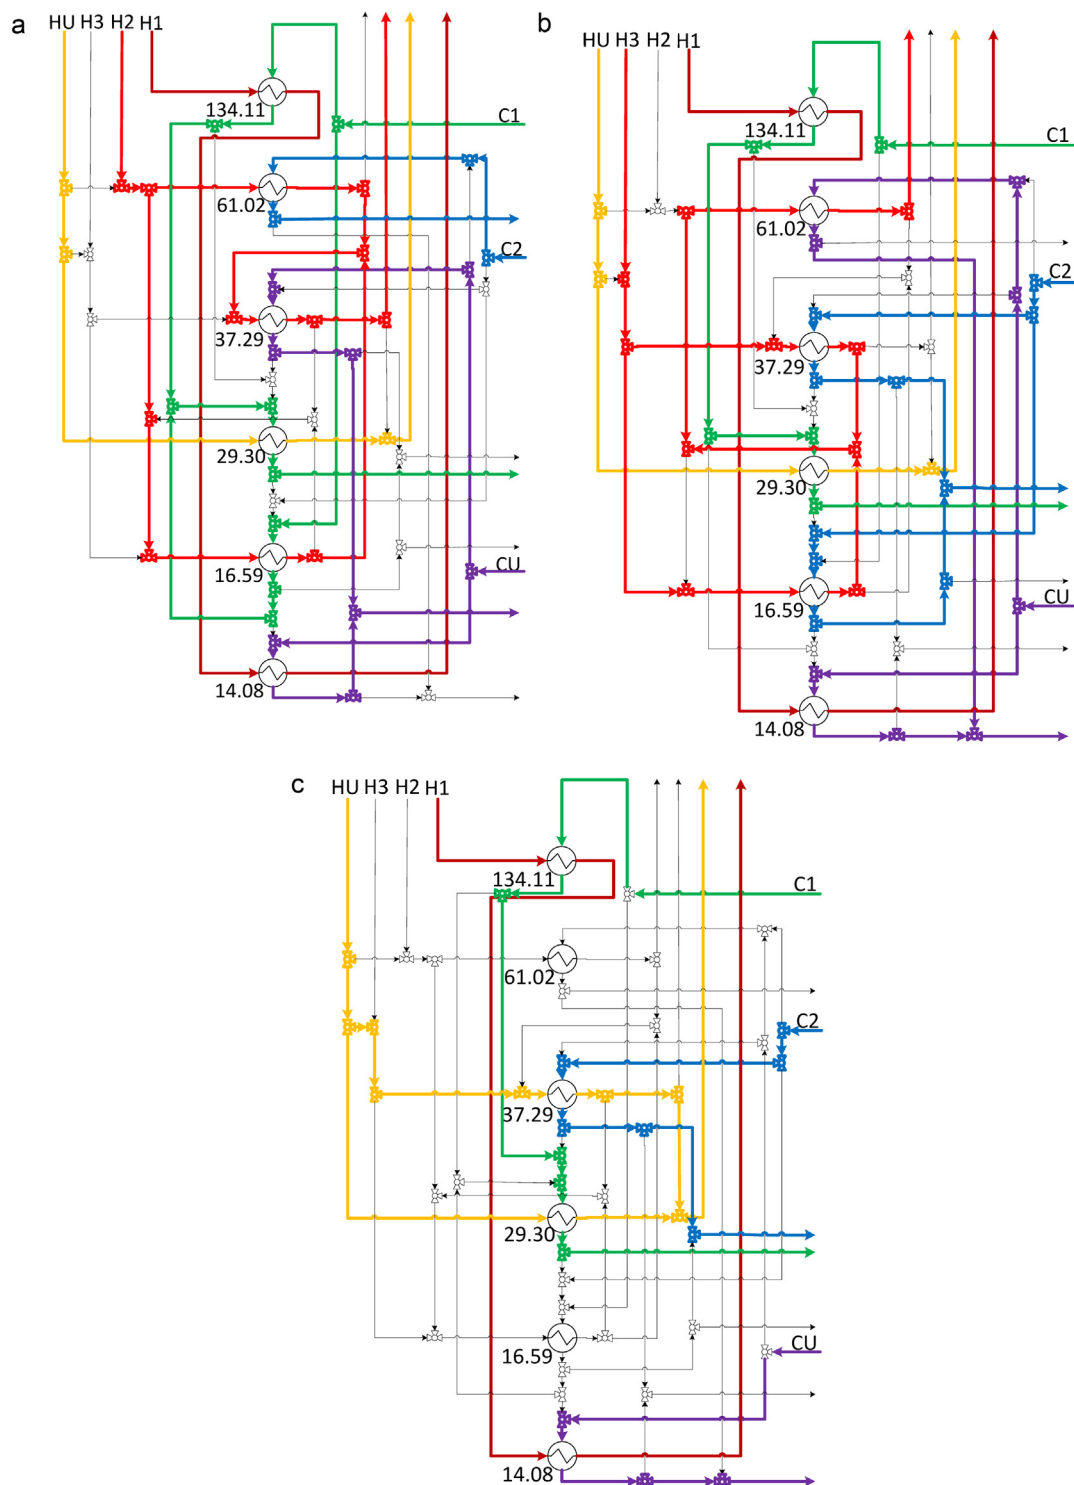 a
HU H3 H2 H1
134.11
C1
61.02
C2
37.29
29.30
16.59
CU
14.08
b
HU H3 H2 H1
134.11
C1
61.02
C2
37.29
29.30
16.59
CU
14.08
c
HU H3 H2 H1
134.11
C1
61.02
C2
37.29
29.30
16.59
CU
14.08